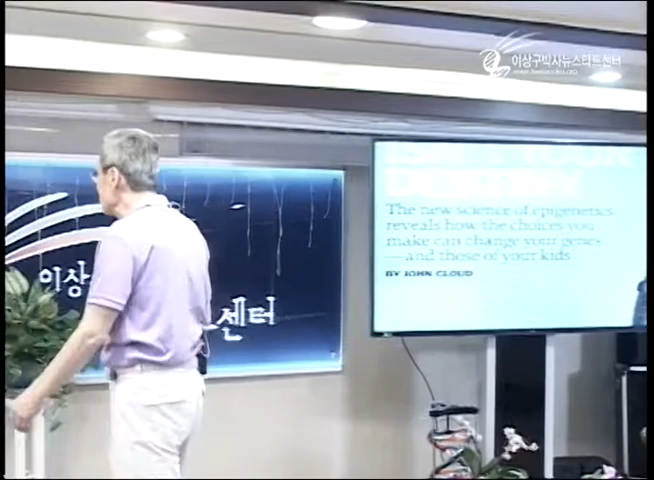 이상구박사뉴스타트센터
DESTINY
The new science of epigenetics
reveals how the choices you
make can change your genes
—and those of your kids
BY JOHN CLOUD
이상
센터